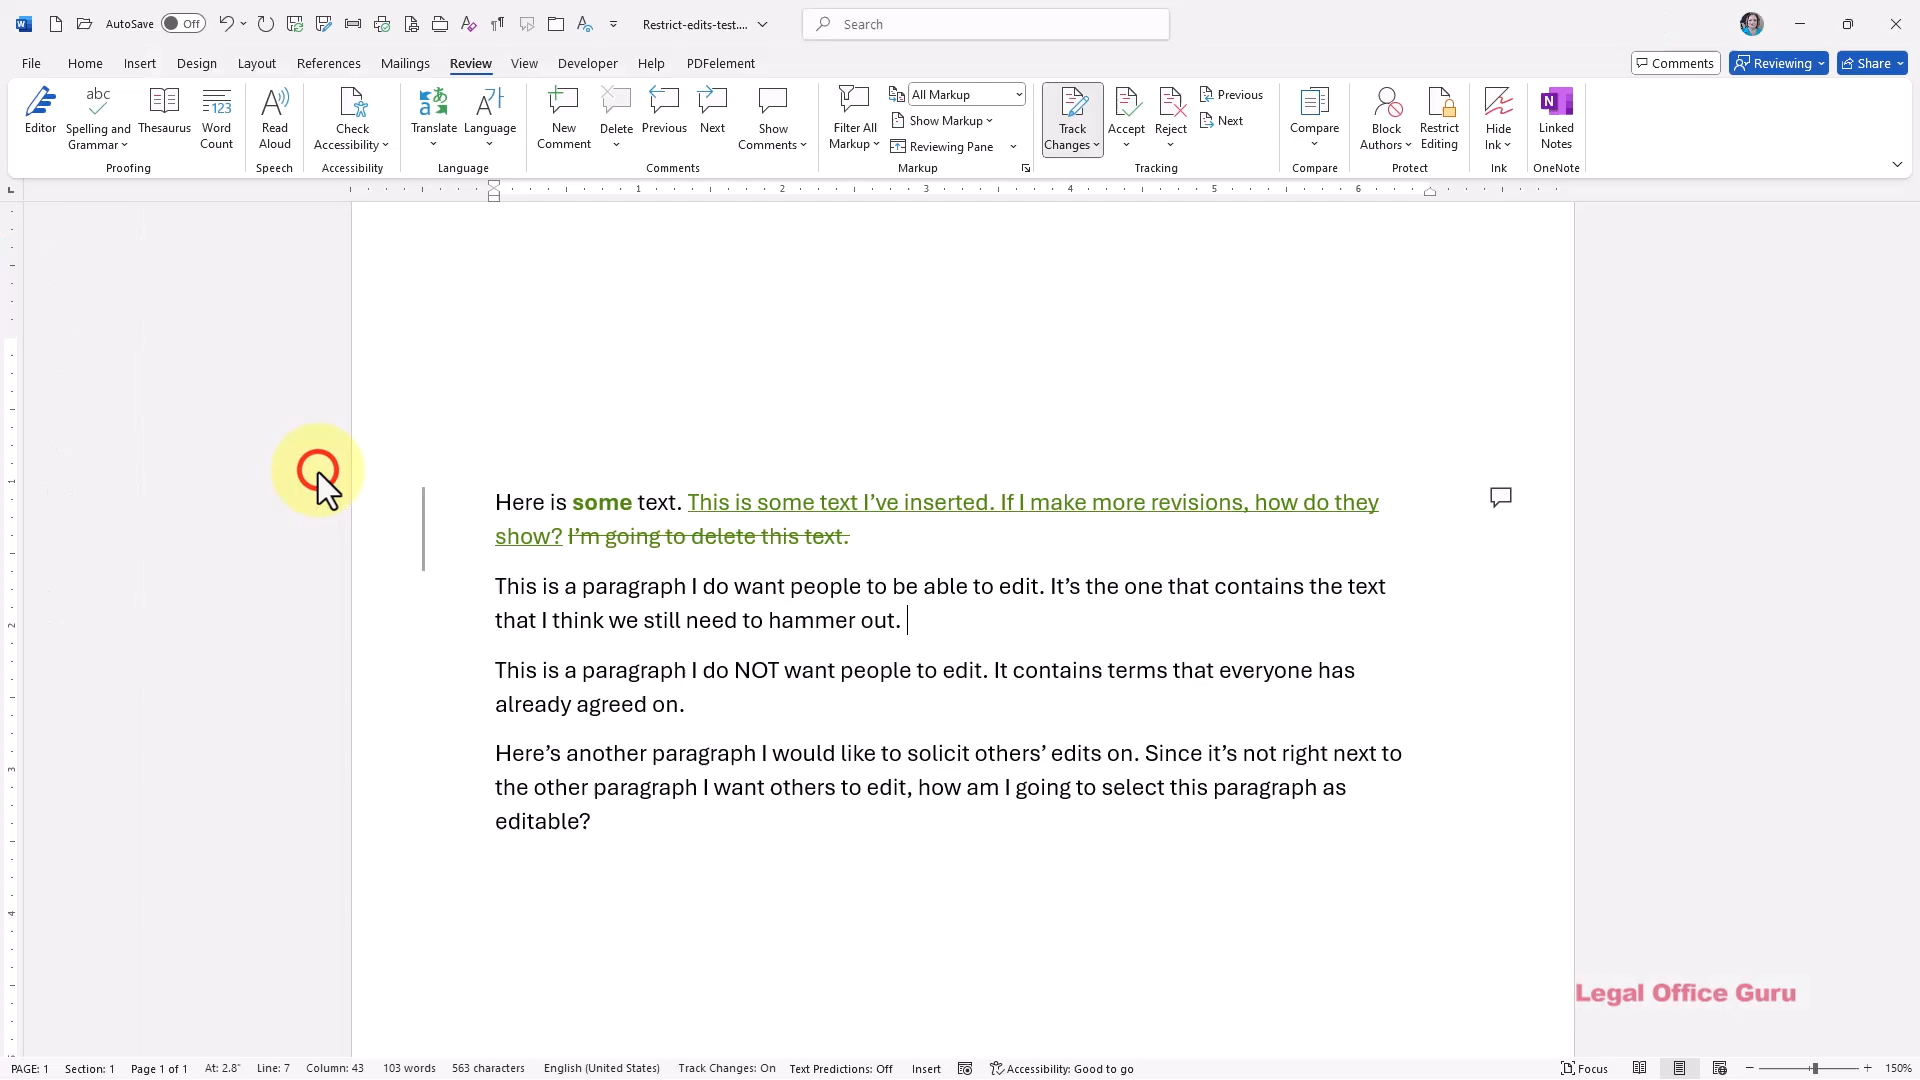 AutoSave Off Restrict-edits-test.... Search
File Home Insert Design Layout References Mailings Review View Developer Help PDFelement Comments Reviewing Share
Editor
Spelling and Grammar
Thesaurus
Word Count
Proofing
Read Aloud
Speech
Check Accessibility
Accessibility
Translate
Language
Language
New Comment
Delete
Previous
Next
Show Comments
Comments
Filter All Markup
All Markup
Show Markup
Reviewing Pane
Markup
Track Changes
Accept
Reject
Previous
Next
Tracking
Compare
Compare
Block Authors
Restrict Editing
Protect
Hide Ink
Ink
Linked Notes
OneNote
1 2 3 4 5 6
Here is some text. This is some text I’ve inserted. If I make more revisions, how do they
show? I’m going to delete this text.
This is a paragraph I do want people to be able to edit. It’s the one that contains the text
that I think we still need to hammer out.
This is a paragraph I do NOT want people to edit. It contains terms that everyone has
already agreed on.
Here’s another paragraph I would like to solicit others’ edits on. Since it’s not right next to
the other paragraph I want others to edit, how am I going to select this paragraph as
editable?
Legal Office Guru
PAGE: 1 Section: 1 Page 1 of 1 At: 2.8" Line: 7 Column: 43 103 words 563 characters English (United States) Track Changes: On Text Predictions: Off Insert Accessibility: Good to go Focus 150%